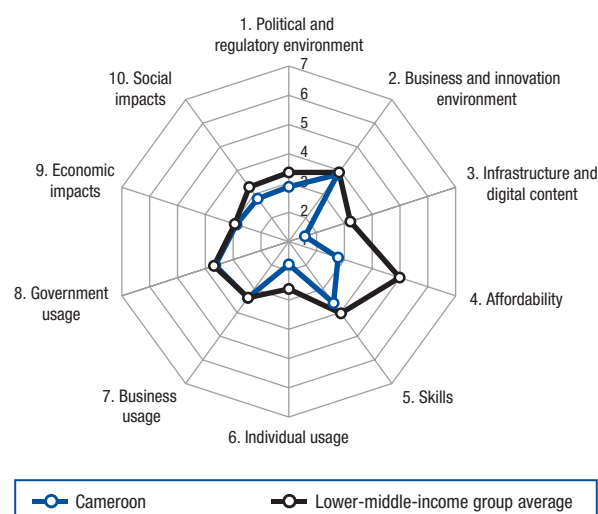 1. Political and
regulatory environment
2. Business and innovation
environment
3. Infrastructure and
digital content
4. Affordability
5. Skills
6. Individual usage
7. Business
usage
8. Government
usage
9. Economic
impacts
10. Social
impacts
7
6
5
4
3
2
1
Cameroon
Lower-middle-income group average